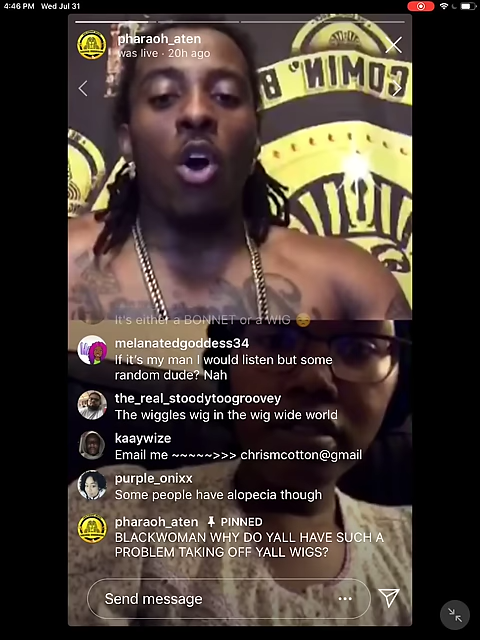 4:46 PM Wed Jul 31
pharaoh_aten
was live · 20h ago
COMIN'
It's either a BONNET or a WIG 😔
melanatedgoddess34
If it's my man I would listen but some
random dude? Nah
the_real_stoodytoogroovey
The wiggles wig in the wig wide world
kaaywize
Email me ~~~~~>>> chrismcotton@gmail
purple_onixx
Some people have alopecia though
pharaoh_aten PINNED
BLACKWOMAN WHY DO YALL HAVE SUCH A
PROBLEM TAKING OFF YALL WIGS?
Send message